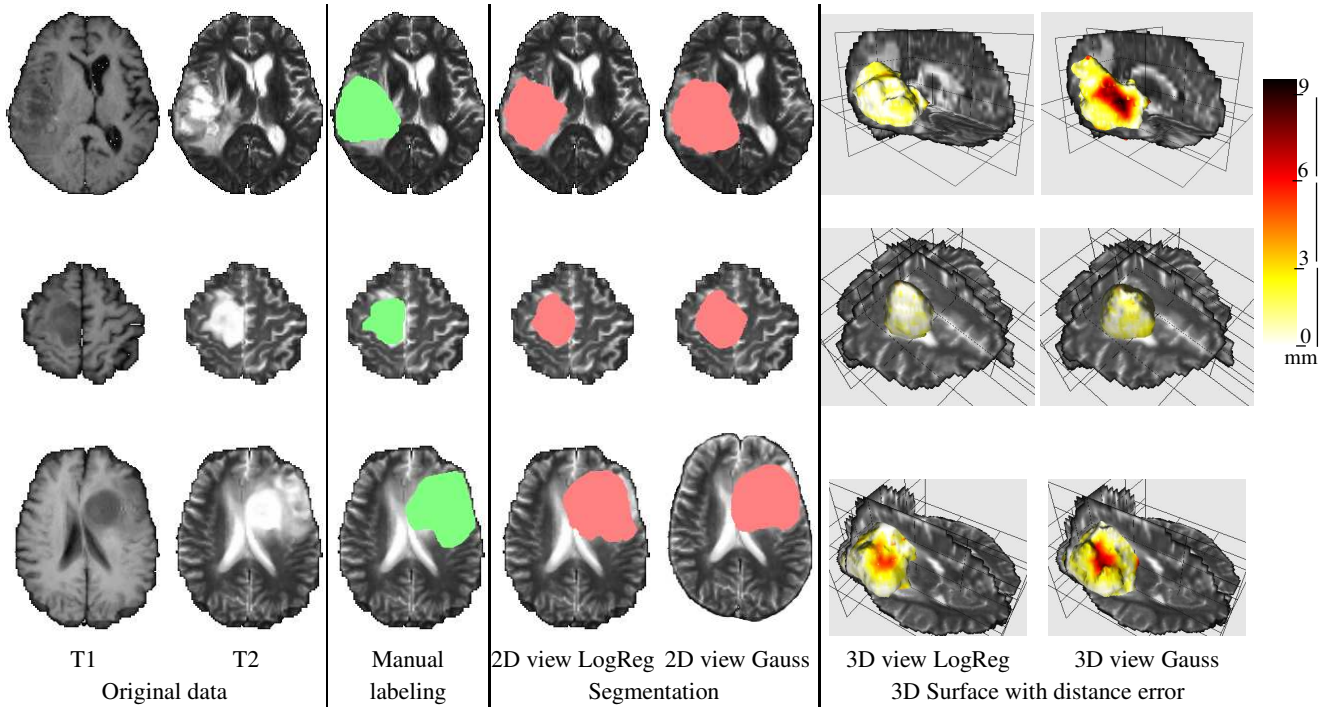 9
6
3
0
mm
T1
T2
Manual
2D view LogReg
2D view Gauss
3D view LogReg
3D view Gauss
Original data
labeling
Segmentation
3D Surface with distance error